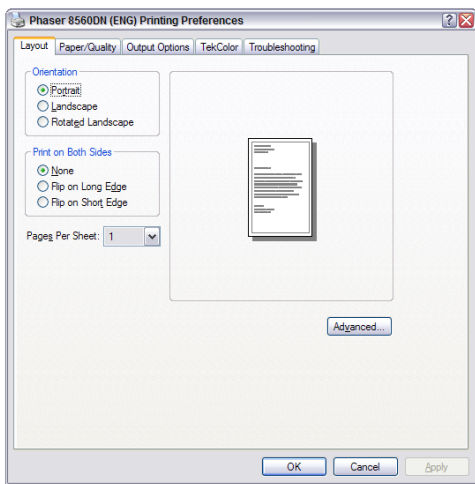 Phaser 8560DN (ENG) Printing Preferences
Layout Paper/Quality Output Options TekColor Troubleshooting
Orientation
Portrait
Landscape
Rotated Landscape
Print on Both Sides
None
Flip on Long Edge
Flip on Short Edge
Pages Per Sheet: 1
Advanced...
OK Cancel Apply